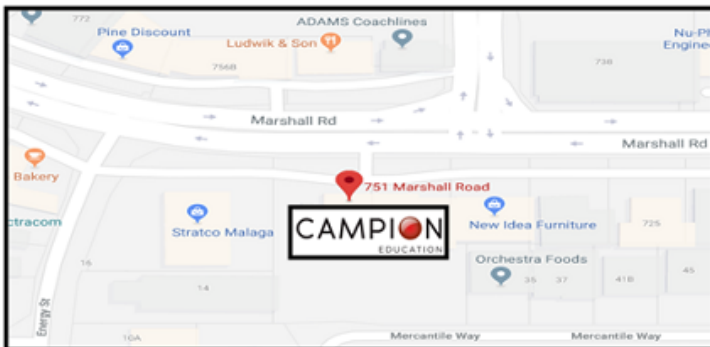 772
ADAMS Coachlines
Pine Discount
Nu-Ph
Ludwik & Son
Engine
756B
73B
Marshall Rd
Marshall Rd
Bakery
751 Marshall Road
ctracom
Stratco Malaga
CAMPION
EDUCATION
New Idea Furniture
725
Orchestra Foods
16
14
35
37
41B
45
Energy St
10A
Mercantile Way
Mercantile Way